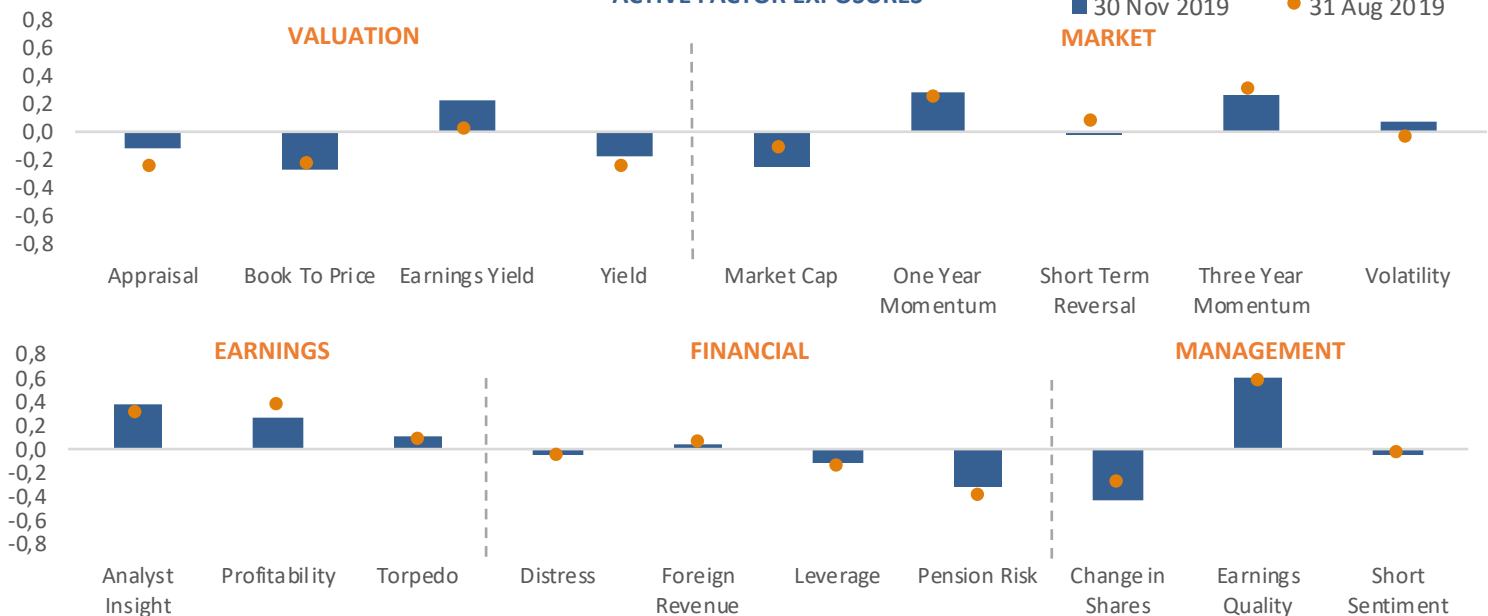 ACTIVE FACTOR EXPOSURES
30 Nov 2019
31 Aug 2019
VALUATION
MARKET
0,8
0,6
0,4
0,2
0,0
-0,2
-0,4
-0,6
-0,8
Appraisal
Book To Price
Earnings Yield
Yield
Market Cap
One Year
Momentum
Short Term
Reversal
Three Year
Momentum
Volatility
EARNINGS
FINANCIAL
MANAGEMENT
0,8
0,6
0,4
0,2
0,0
-0,2
-0,4
-0,6
-0,8
Analyst
Insight
Profitability
Torpedo
Distress
Foreign
Revenue
Leverage
Pension Risk
Change in
Shares
Earnings
Quality
Short
Sentiment